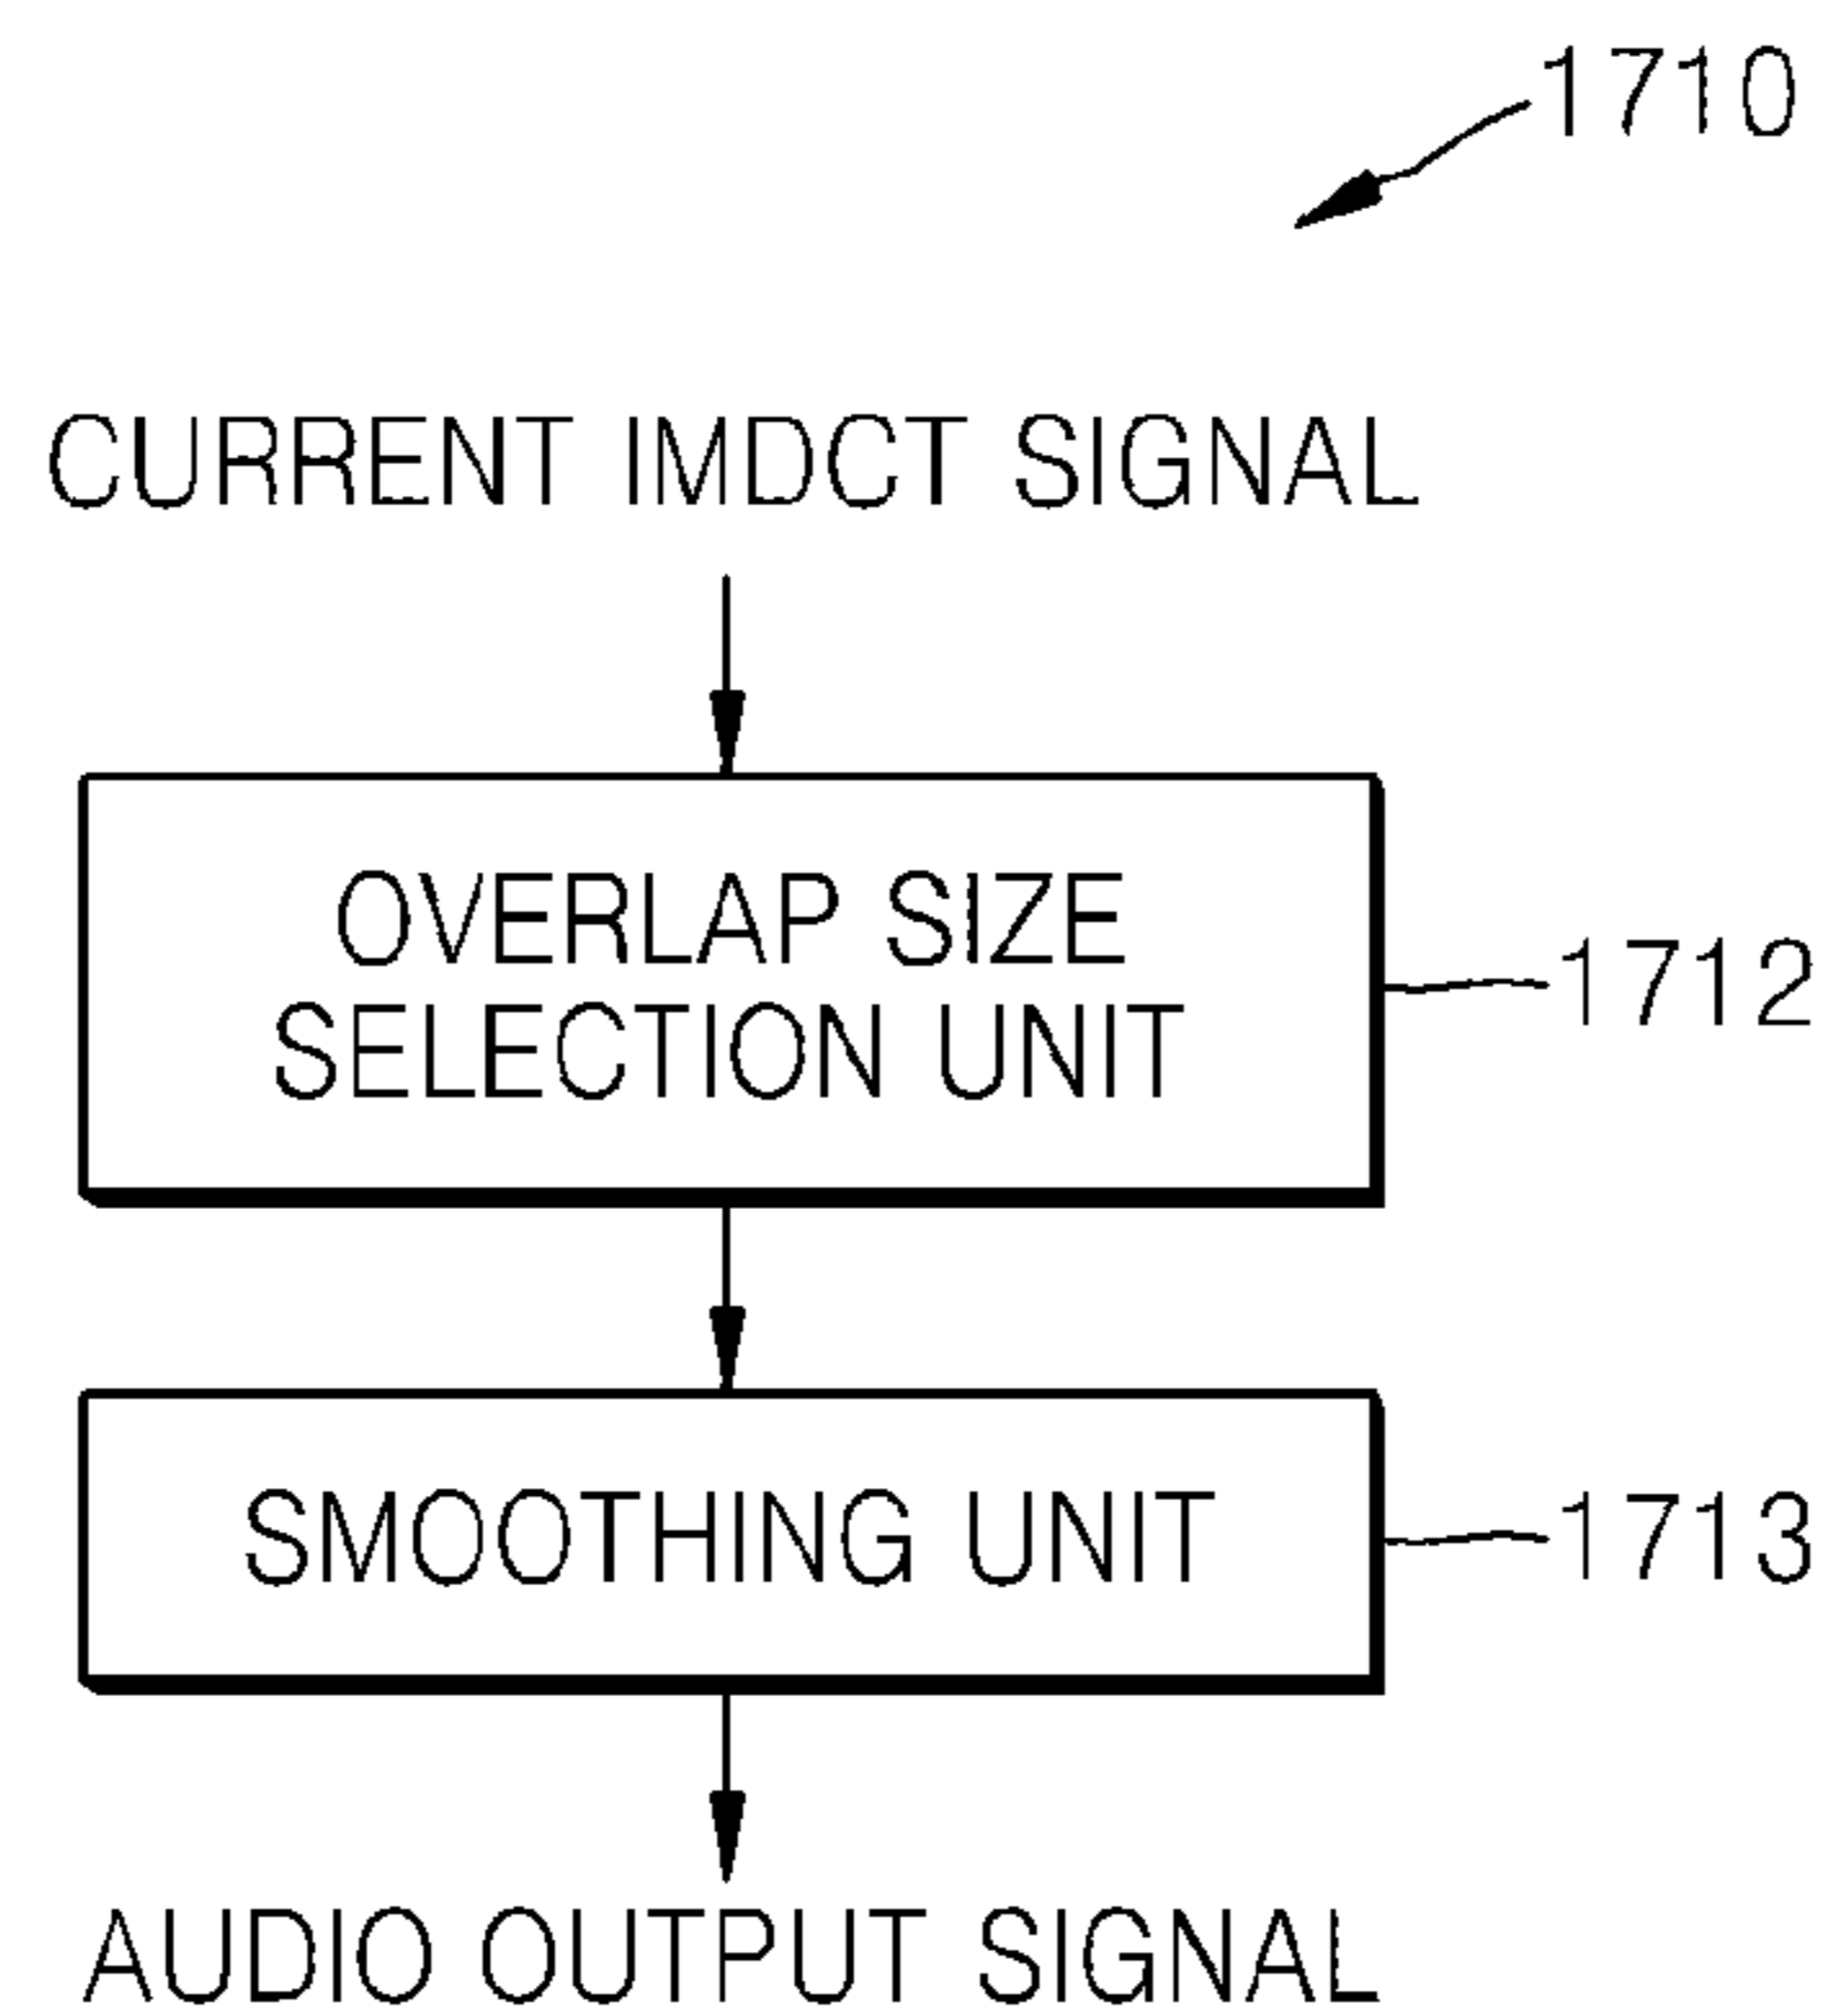 1710
CURRENT IMDCT SIGNAL
OVERLAP SIZE
SELECTION UNIT
1712
SMOOTHING UNIT
1713
AUDIO OUTPUT SIGNAL